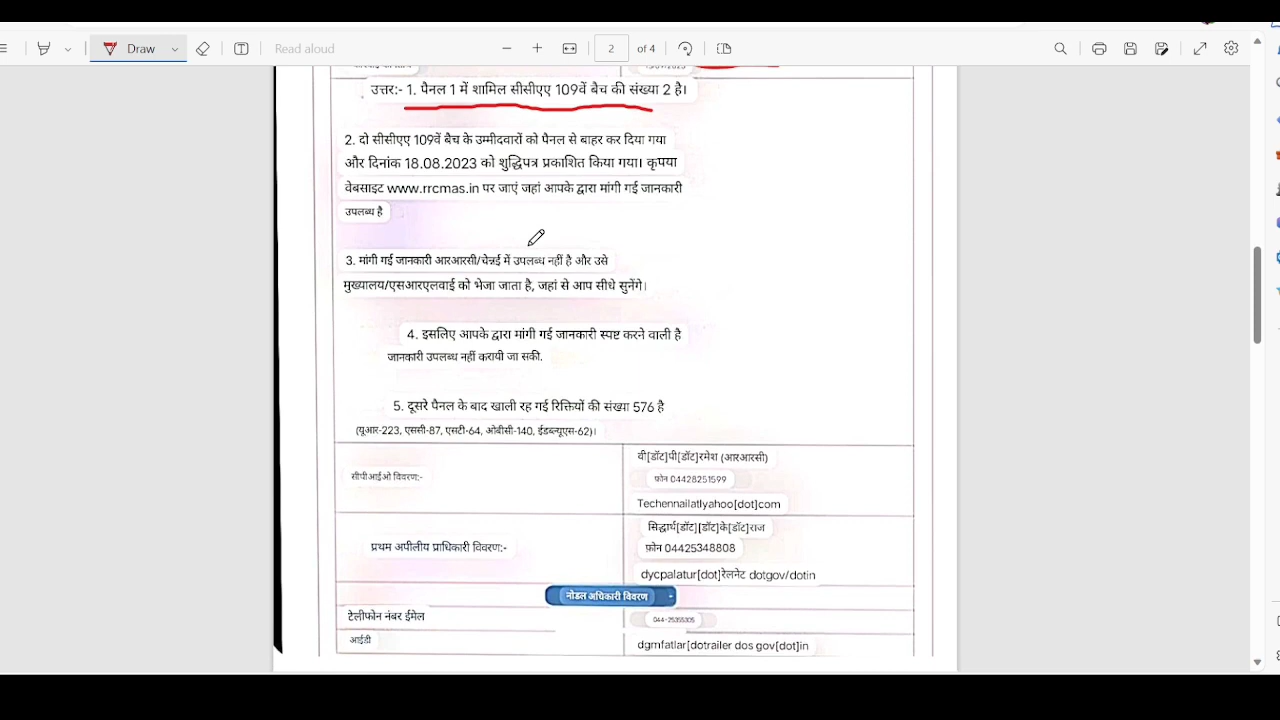 Draw
Read aloud
2 of 4
उत्तर:- 1. पैनल 1 में शामिल सीसीएए 109वें बैच की संख्या 2 है।
2. दो सीसीएए 109वें बैच के उम्मीदवारों को पैनल से बाहर कर दिया गया
और दिनांक 18.08.2023 को शुद्धिपत्र प्रकाशित किया गया। कृपया
वेबसाइट www.rrcmas.in पर जाएं जहां आपके द्वारा मांगी गई जानकारी
उपलब्ध है
3. मांगी गई जानकारी आरआरसी/चेन्नई में उपलब्ध नहीं है और उसे
मुख्यालय/एसआरएलवाई को भेजा जाता है, जहां से आप सीधे सुनेंगे।
4. इसलिए आपके द्वारा मांगी गई जानकारी स्पष्ट करने वाली है
जानकारी उपलब्ध नहीं करायी जा सकी.
5. दूसरे पैनल के बाद खाली रह गई रिक्तियों की संख्या 576 है
(यूआर-223, एससी-87, एसटी-64, ओबीसी-140, ईडब्ल्यूएस-62)।
सीपीआईओ विवरण:-
वी[डॉट]पी[डॉट]रमेश (आरआरसी)
फ़ोन 04428251599
Techennailatlyahoo[dot]com
प्रथम अपीलीय प्राधिकारी विवरण:-
सिद्धार्थ[डॉट][डॉट]के[डॉट]राज
फ़ोन 04425348808
dycpalatur[dot]रेलनेट dotgov/dotin
नोडल अधिकारी विवरण -
टेलीफोन नंबर ईमेल
044-25355305
आईडी
dgmfatlar[dotrailer dos gov[dot]in